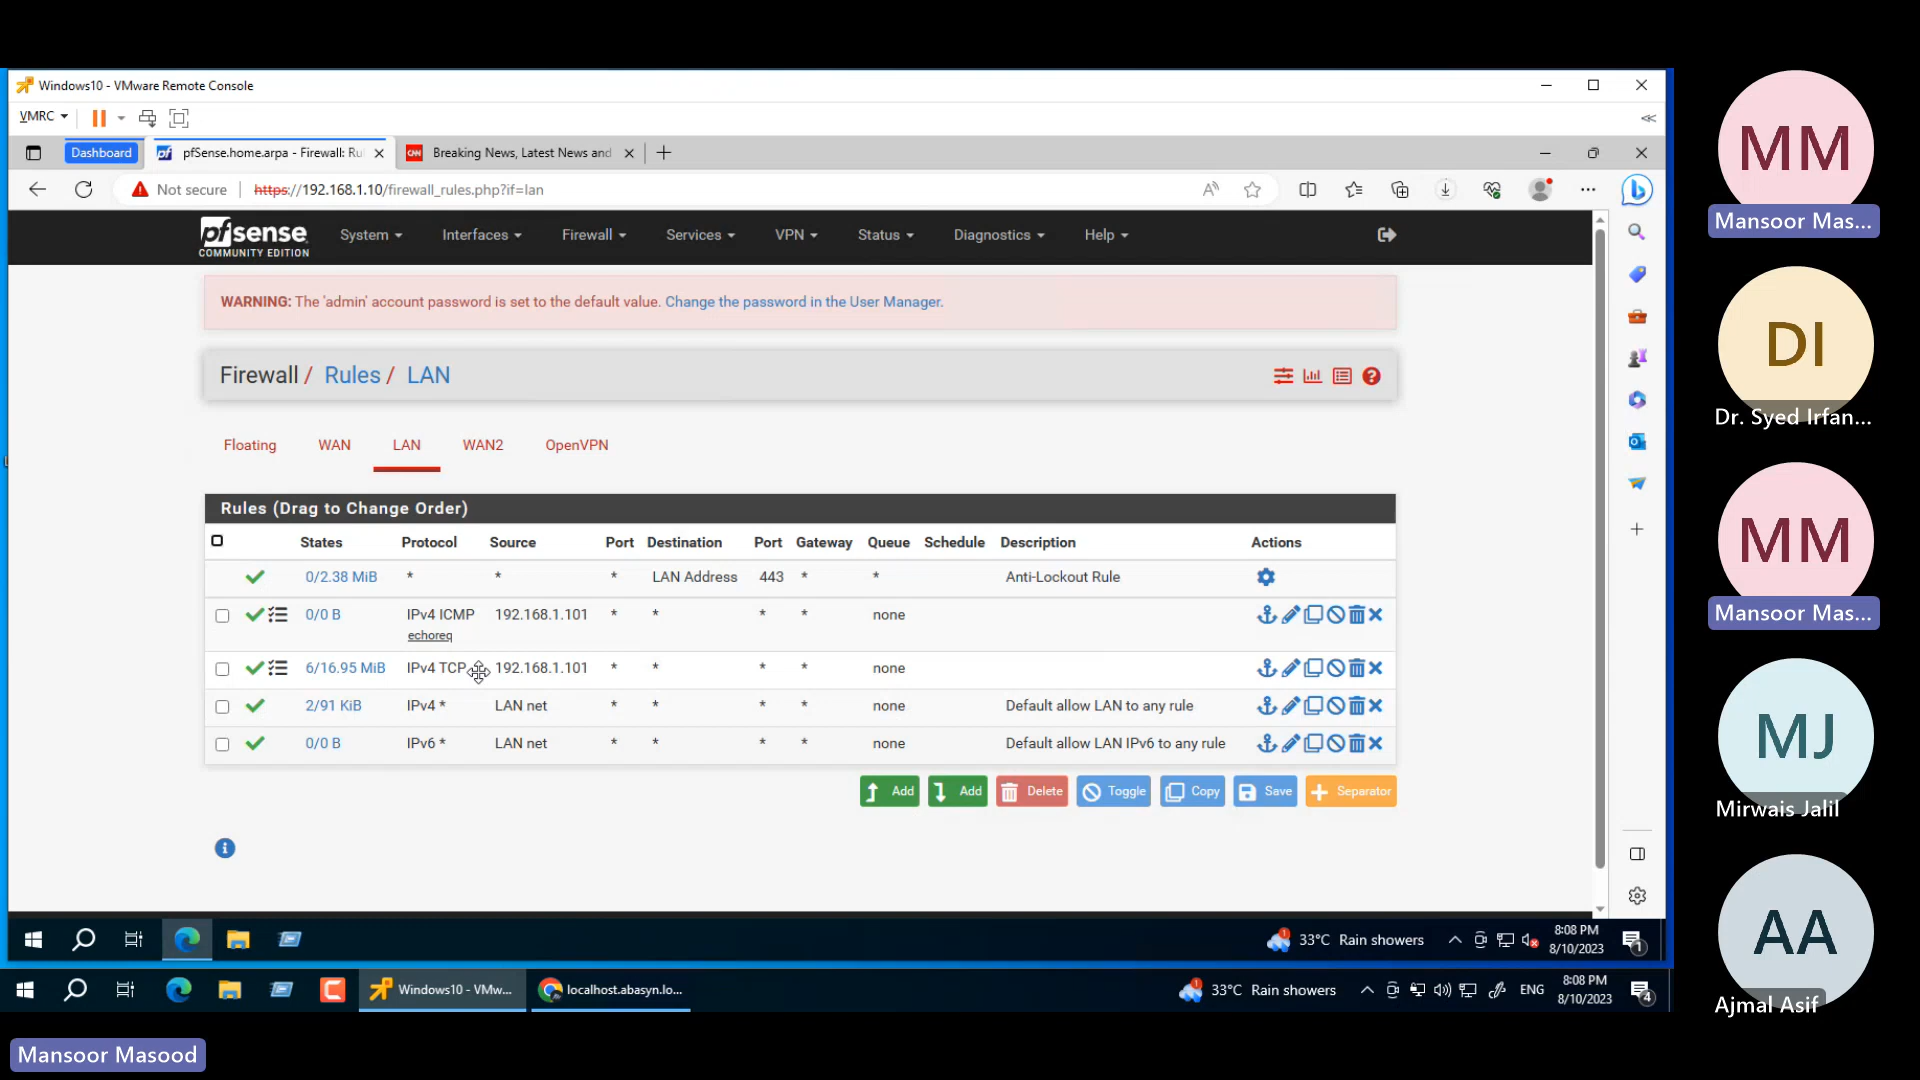 Windows10 - VMware Remote Console
VMRC
Dashboard
pfSense.home.arpa - Firewall: Ru
CNN
Breaking News, Latest News and
Not secure
https://192.168.1.10/firewall_rules.php?if=lan
pfsense
COMMUNITY EDITION
System
Interfaces
Firewall
Services
VPN
Status
Diagnostics
Help
WARNING: The 'admin' account password is set to the default value. Change the password in the User Manager.
Firewall / Rules / LAN
Floating
WAN
LAN
WAN2
OpenVPN
Rules (Drag to Change Order)
States Protocol Source Port Destination Port Gateway Queue Schedule Description Actions
0/2.38 MiB * * * LAN Address 443 * * Anti-Lockout Rule
0/0 B IPv4 ICMP 192.168.1.101 * * * * none
echoreq
6/16.95 MiB IPv4 TCP 192.168.1.101 * * * * none
2/91 KiB IPv4 * LAN net * * * * none Default allow LAN to any rule
0/0 B IPv6 * LAN net * * * * none Default allow LAN IPv6 to any rule
Add
Add
Delete
Toggle
Copy
Save
Separator
33°C Rain showers
8:08 PM
8/10/2023
1
Windows10 - VMw...
localhost.abasyn.lo...
33°C Rain showers
ENG
8:08 PM
8/10/2023
4
Mansoor Masood
MM
Mansoor Mas...
DI
Dr. Syed Irfan...
MM
Mansoor Mas...
MJ
Mirwais Jalil
AA
Ajmal Asif